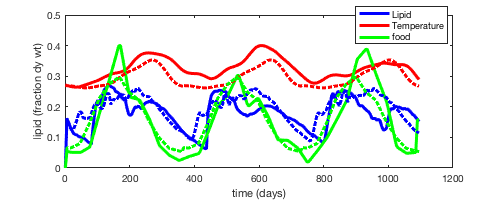 0.5
0.4
0.3
0.2
0.1
0
lipid (fraction dy wt)
0 200 400 600 800 1000 1200
time (days)
Lipid
Temperature
food